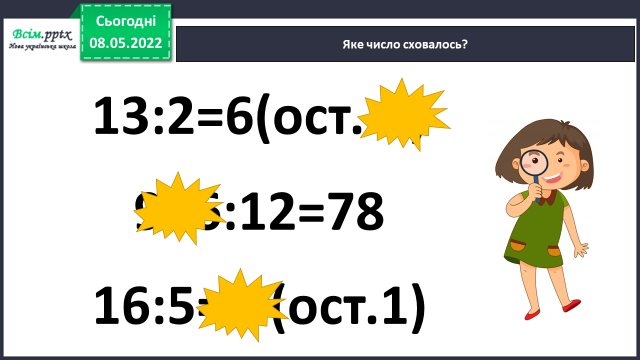 Всім.pptx
Нова українська школа
Сьогодні
08.05.2022
Яке число сховалось?
13:2=6(ост.
:12=78
16:5= (ост.1)